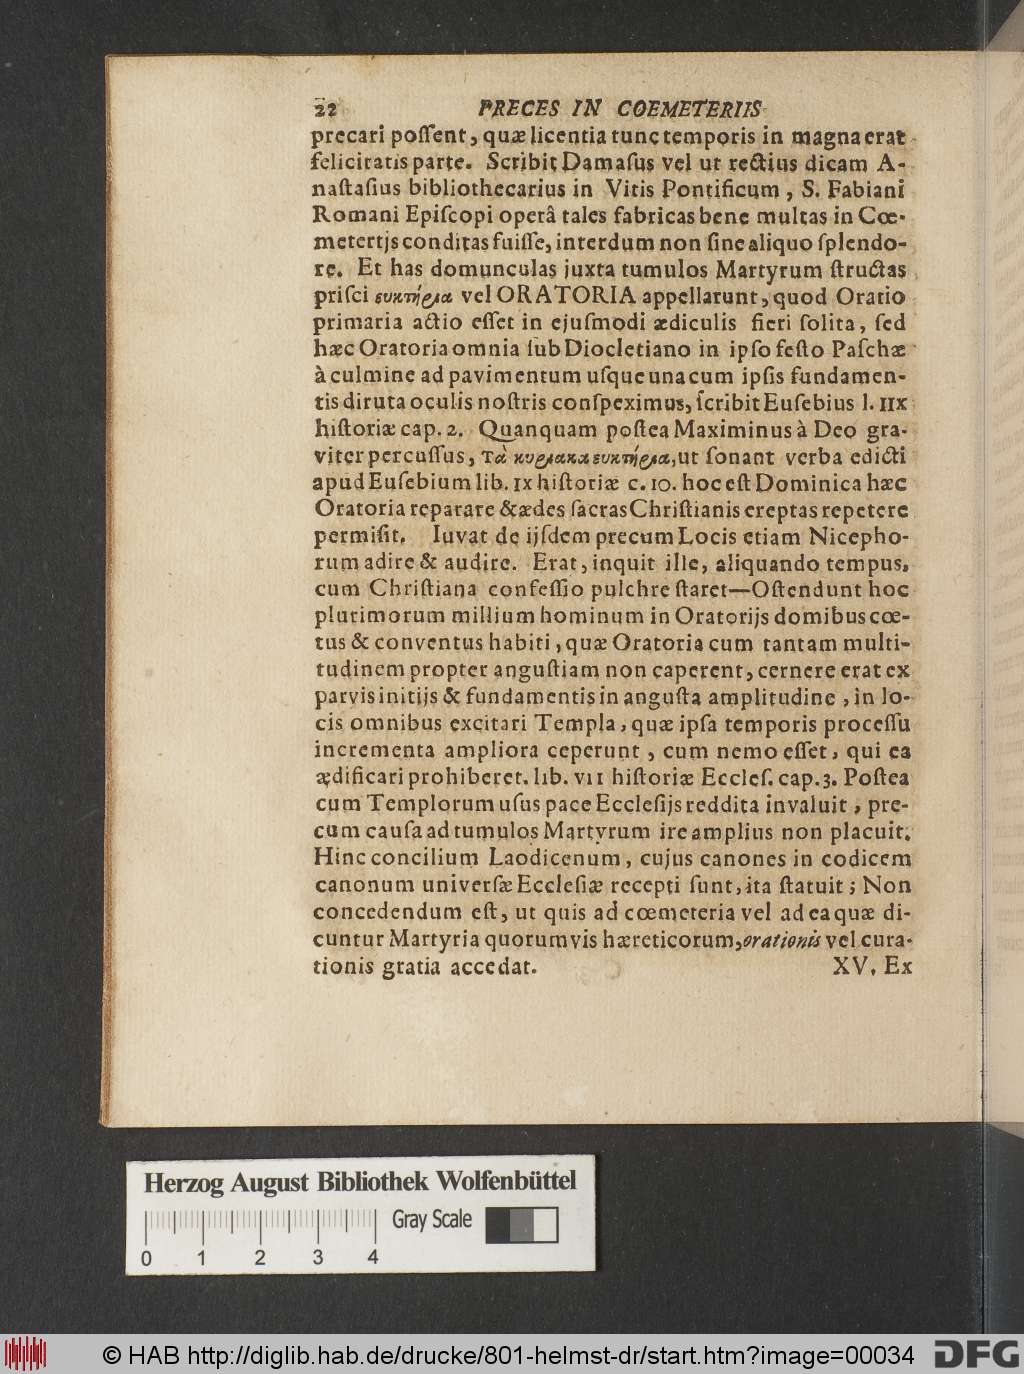 22 PRECES IN COEMETERIIS
precari poſſent, quæ licentia tunc temporis in magna erat
felicitatis parte. Scribit Damaſus vel ut rectius dicam A-
naſtaſius bibliothecarius in Vitis Pontificum, S. Fabiani
Romani Epiſcopi operâ tales fabricas bene multas in Cœ-
metertjs conditas fuiſſe, interdum non ſine aliquo ſplendo-
re. Et has domunculas juxta tumulos Martyrum ſtructas
priſci ευκτήρια vel ORATORIA appellarunt, quod Oratio
primaria actio eſſet in ejuſmodi ædiculis fieri ſolita, ſed
hæc Oratoria omnia ſub Diocletiano in ipſo feſto Paſchæ
à culmine ad pavimentum uſque una cum ipſis fundamen-
tis diruta oculis noſtris conſpeximus, ſcribit Euſebius l. IIX
hiſtoriæ cap. 2. Quanquam poſtea Maximinus à Deo gra-
viter percuſſus, τὰ κυριακα ευκτήρια, ut ſonant verba edicti
apud Euſebium lib. IX hiſtoriæ c. 10. hoc eſt Dominica hæc
Oratoria reparare & ædes ſacras Chriſtianis ereptas repetere
permiſit. Iuvat de ijſdem precum Locis etiam Nicepho-
rum adire & audire. Erat, inquit ille, aliquando tempus,
cum Chriſtiana confeſſio pulchre ſtaret—Oſtendunt hoc
plurimorum millium hominum in Oratorijs domibus cœ-
tus & conventus habiti, quæ Oratoria cum tantam multi-
tudinem propter anguſtiam non caperent, cernere erat ex
parvis initijs & fundamentis in anguſta amplitudine, in lo-
cis omnibus excitari Templa, quæ ipſa temporis proceſſu
incrementa ampliora ceperunt, cum nemo eſſet, qui ea
ædificari prohiberet. lib. VII hiſtoriæ Eccleſ. cap. 3. Poſtea
cum Templorum uſus pace Eccleſijs reddita invaluit, pre-
cum cauſa ad tumulos Martyrum ire amplius non placuit.
Hinc concilium Laodicenum, cujus canones in codicem
canonum univerſæ Eccleſiæ recepti ſunt, ita ſtatuit; Non
concedendum eſt, ut quis ad cœmeteria vel ad ea quæ di-
cuntur Martyria quorumvis hæreticorum, orationis vel cura-
tionis gratia accedat. XV. Ex
Herzog August Bibliothek Wolfenbüttel
Gray Scale
0 1 2 3 4
© HAB http://diglib.hab.de/drucke/801-helmst-dr/start.htm?image=00034
DFG